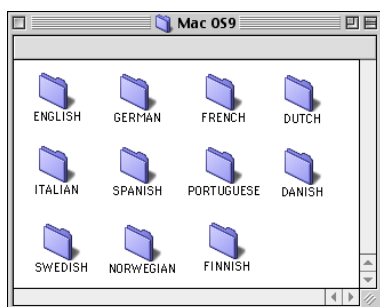 Mac OS9
ENGLISH GERMAN FRENCH DUTCH
ITALIAN SPANISH PORTUGUESE DANISH
SWEDISH NORWEGIAN FINNISH